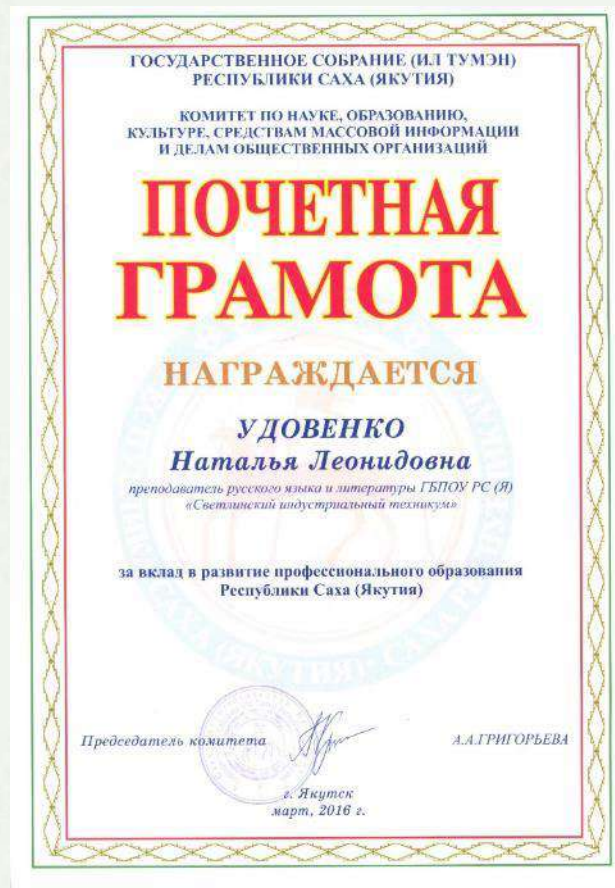 ГОСУДАРСТВЕННОЕ СОБРАНИЕ (ИЛ ТУМЭН)
РЕСПУБЛИКИ САХА (ЯКУТИЯ)
КОМИТЕТ ПО НАУКЕ, ОБРАЗОВАНИЮ,
КУЛЬТУРЕ, СРЕДСТВАМ МАССОВОЙ ИНФОРМАЦИИ
И ДЕЛАМ ОБЩЕСТВЕННЫХ ОРГАНИЗАЦИЙ
ПОЧЕТНАЯ
ГРАМОТА
НАГРАЖДАЕТСЯ
УДОВЕНКО
Наталья Леонидовна
преподаватель русского языка и литературы ГБПОУ РС (Я)
«Светлинский индустриальный техникум»
за вклад в развитие профессионального образования
Республики Саха (Якутия)
Председатель комитета
А.А.ГРИГОРЬЕВА
г. Якутск
март, 2016 г.